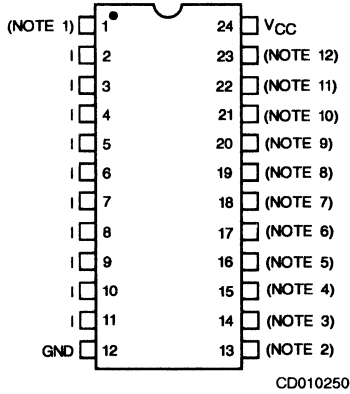 (NOTE 1) 1 24 VCC
I 2 23 (NOTE 12)
I 3 22 (NOTE 11)
I 4 21 (NOTE 10)
I 5 20 (NOTE 9)
I 6 19 (NOTE 8)
I 7 18 (NOTE 7)
I 8 17 (NOTE 6)
I 9 16 (NOTE 5)
I 10 15 (NOTE 4)
I 11 14 (NOTE 3)
GND 12 13 (NOTE 2)
CD010250